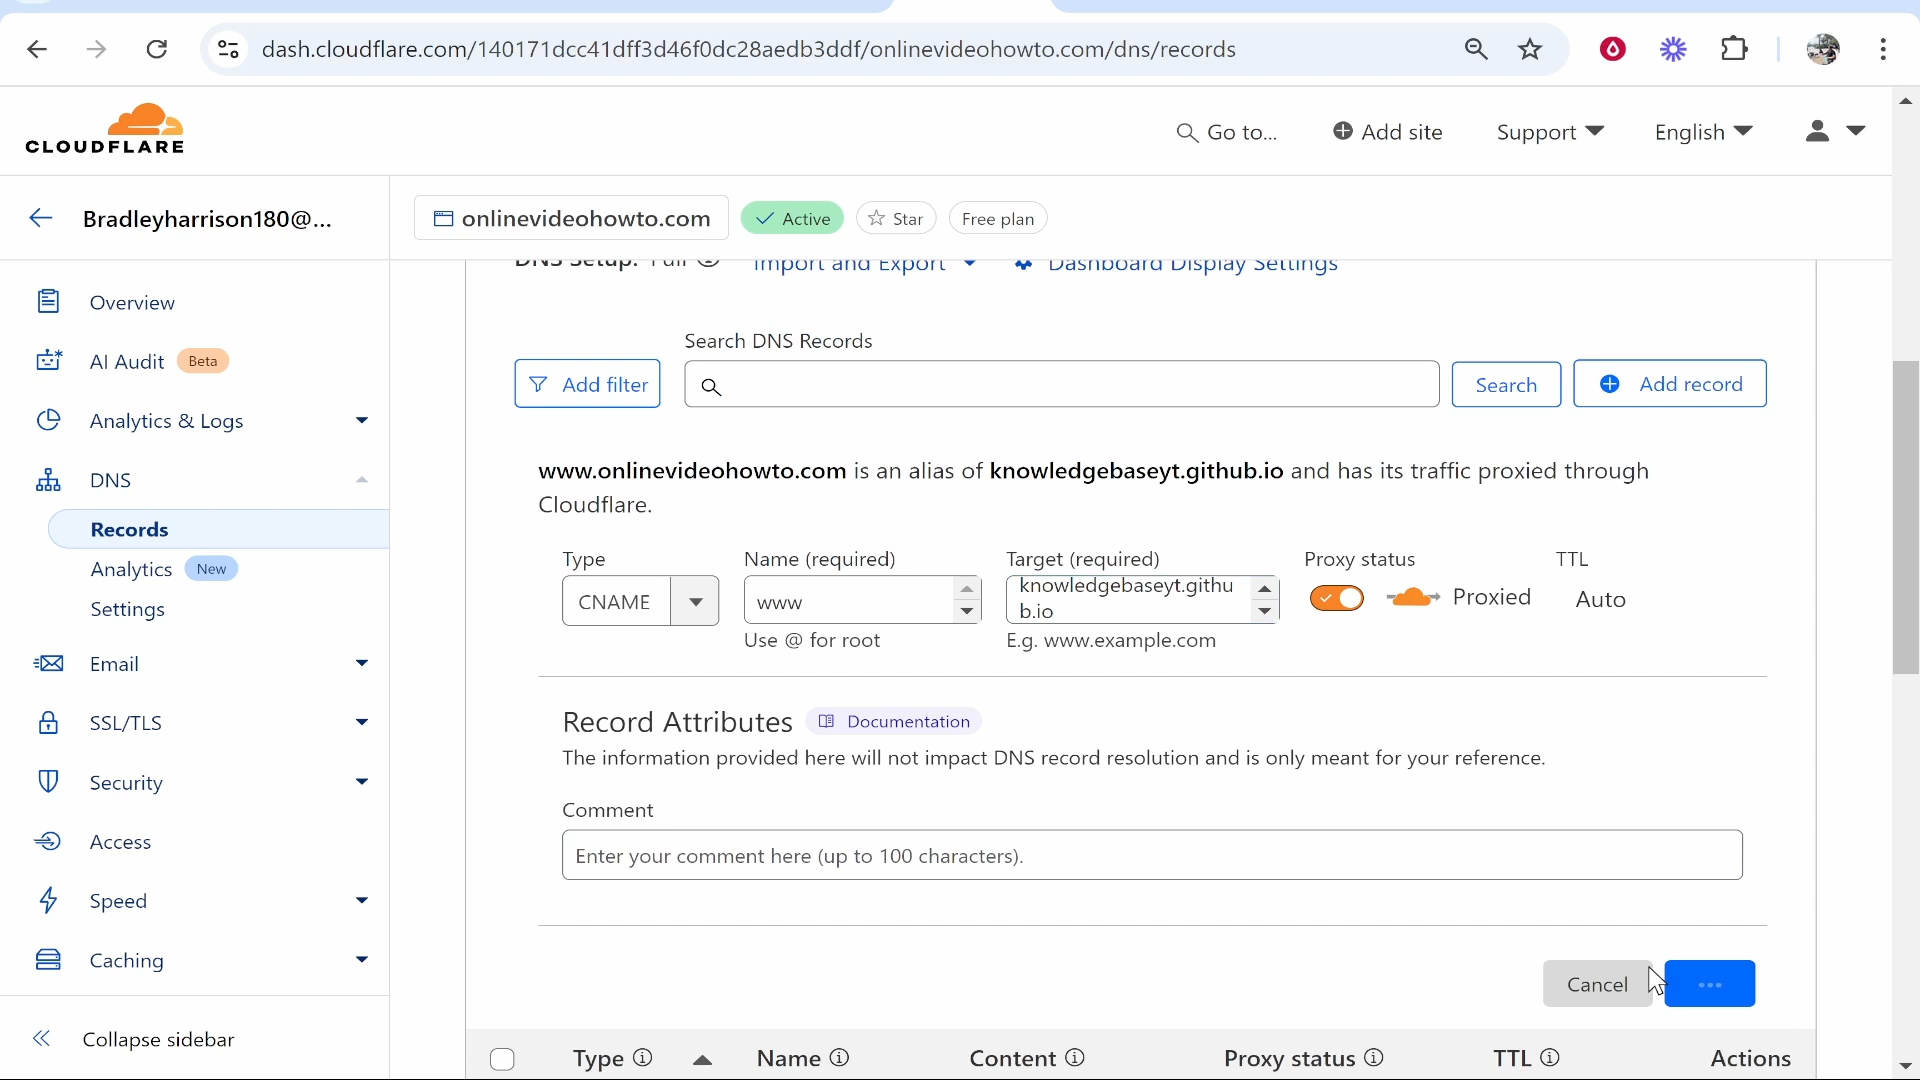 dash.cloudflare.com/140171dcc41dff3d46f0dc28aedb3ddf/onlinevideohowto.com/dns/records
CLOUDFLARE
Go to...
Add site
Support
English
Bradleyharrison180@...
onlinevideohowto.com
Active
Star
Free plan
DNS Setup: Full
Import and Export
Dashboard Display Settings
Overview
AI Audit Beta
Analytics & Logs
DNS
Records
Analytics New
Settings
Email
SSL/TLS
Security
Access
Speed
Caching
Collapse sidebar
Search DNS Records
Add filter
Search
Add record
www.onlinevideohowto.com is an alias of knowledgebaseyt.github.io and has its traffic proxied through
Cloudflare.
Type
Name (required)
Target (required)
Proxy status
TTL
CNAME
www
knowledgebaseyt.githu
b.io
Proxied
Auto
Use @ for root
E.g. www.example.com
Record Attributes
Documentation
The information provided here will not impact DNS record resolution and is only meant for your reference.
Comment
Enter your comment here (up to 100 characters).
Cancel
...
Type
Name
Content
Proxy status
TTL
Actions